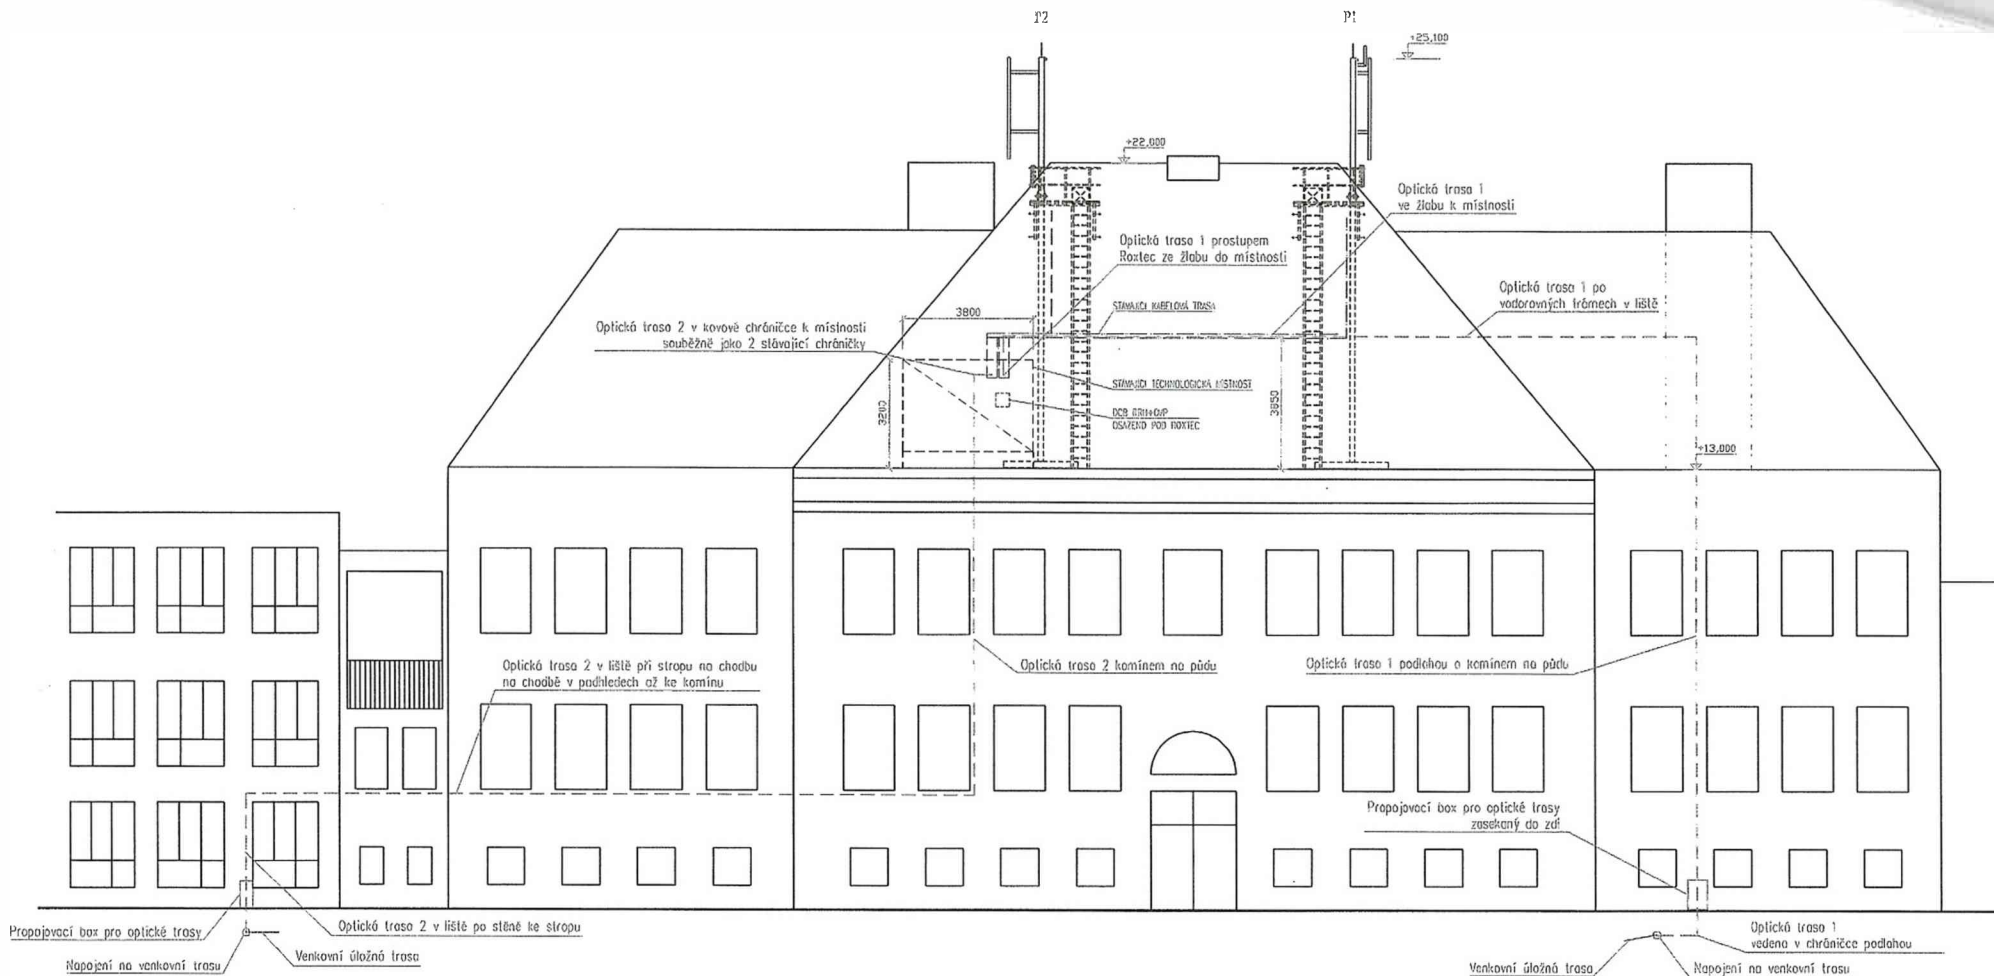 P2
P1
+25,100
+22,000
Optická trasa 1
ve žlabu k místnosti
Optická trasa 1 prostupem
Roxtec ze žlabu do místnosti
Optická trasa 1 po
vodorovných trámech v liště
STÁVAJÍCÍ KABELOVÁ TRASA
3800
Optická trasa 2 v kovové chráničce k místnosti
souběžně jako 2 stávající chráničky
STÁVAJÍCÍ TECHNOLOGICKÁ MÍSTNOST
3200
3850
OSAZENO POD ROXTEC
+13,000
Optická trasa 2 v liště při stropu na chodbu
na chodbě v podhledech až ke komínu
Optická trasa 2 komínem na půdu
Optická trasa 1 podlahou a komínem na půdu
Propojovací box pro optické trasy
zasekaný do zdi
Propojovací box pro optické trasy
Optická trasa 2 v liště po stěně ke stropu
Napojení na venkovní trasu
Venkovní úložná trasa
Optická trasa 1
vedena v chráničce podlahou
Venkovní úložná trasa
Napojení na venkovní trasu